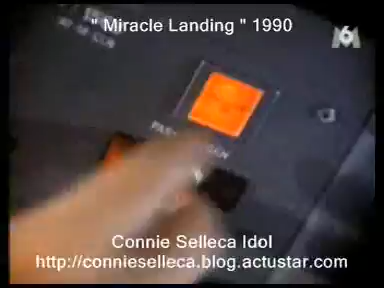 " Miracle Landing " 1990
M6
Connie Selleca Idol
http://connieselleca.blog.actustar.com